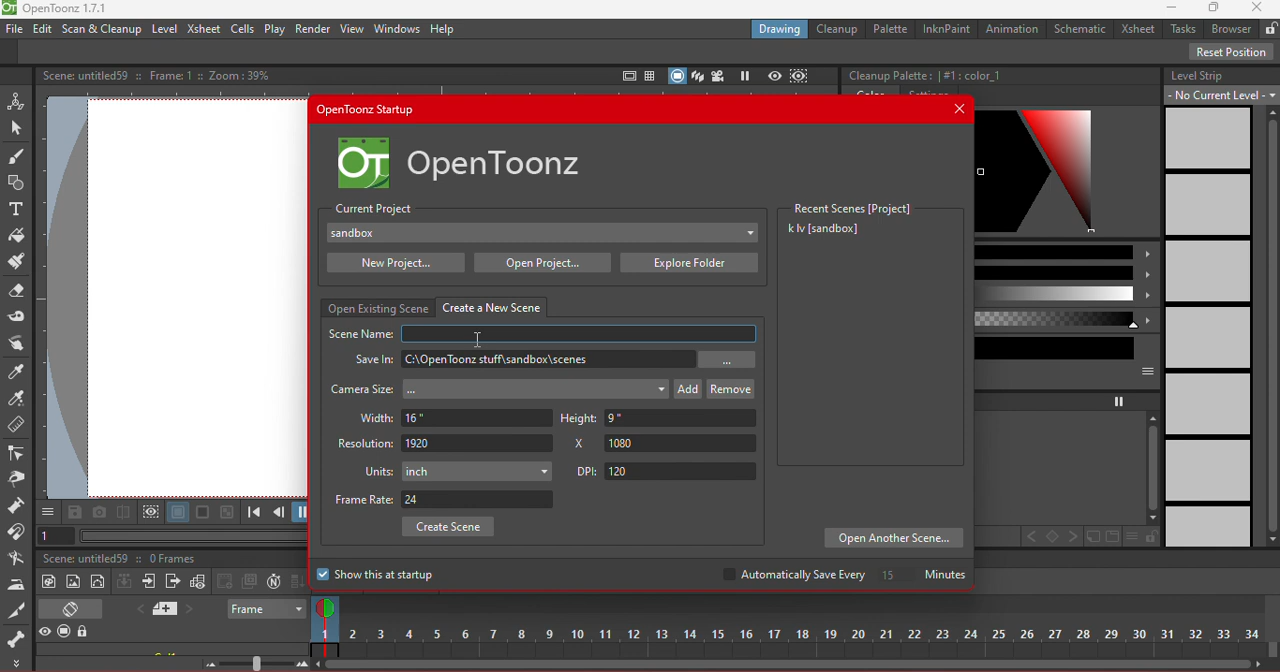 OpenToonz 1.7.1
File Edit Scan & Cleanup Level Xsheet Cells Play Render View Windows Help Drawing Cleanup Palette InknPaint Animation Schematic Xsheet Tasks Browser
Reset Position
Scene: untitled59 :: Frame: 1 :: Zoom : 39% Cleanup Palette : | #1 : color_1 Level Strip
- No Current Level -
OpenToonz Startup
OT OpenToonz
Current Project Recent Scenes [Project]
sandbox k lv [sandbox]
New Project... Open Project... Explore Folder
Open Existing Scene Create a New Scene
Scene Name:
Save In: C:\OpenToonz stuff\sandbox\scenes ...
Camera Size: ... Add Remove
Width: 16 " Height: 9 "
Resolution: 1920 X 1080
Units: inch DPI: 120
Frame Rate: 24
Create Scene
Open Another Scene...
1
Scene: untitled59 :: 0 Frames
Show this at startup Automatically Save Every 15 Minutes
Frame
1 2 3 4 5 6 7 8 9 10 11 12 13 14 15 16 17 18 19 20 21 22 23 24 25 26 27 28 29 30 31 32 33 34